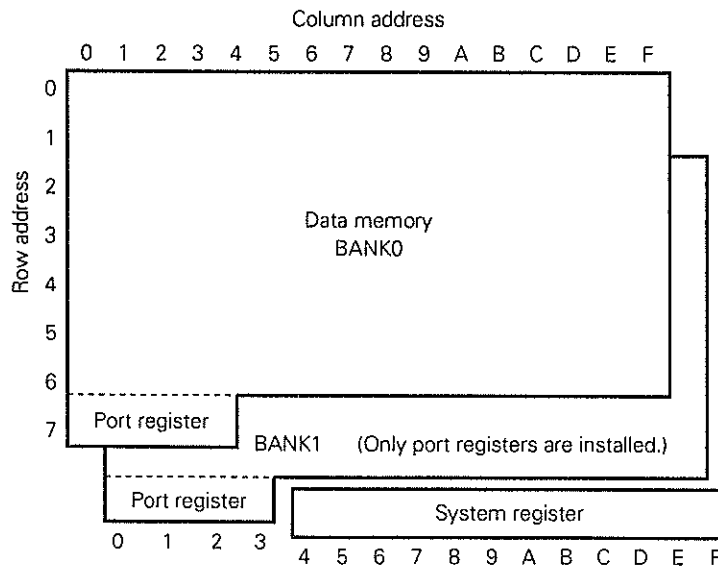 Column address
0 1 2 3 4 5 6 7 8 9 A B C D E F
Row address
0
1
2
3
4
5
6
7
Data memory
BANK0
Port register
BANK1 (Only port registers are installed.)
Port register
System register
0 1 2 3 4 5 6 7 8 9 A B C D E F